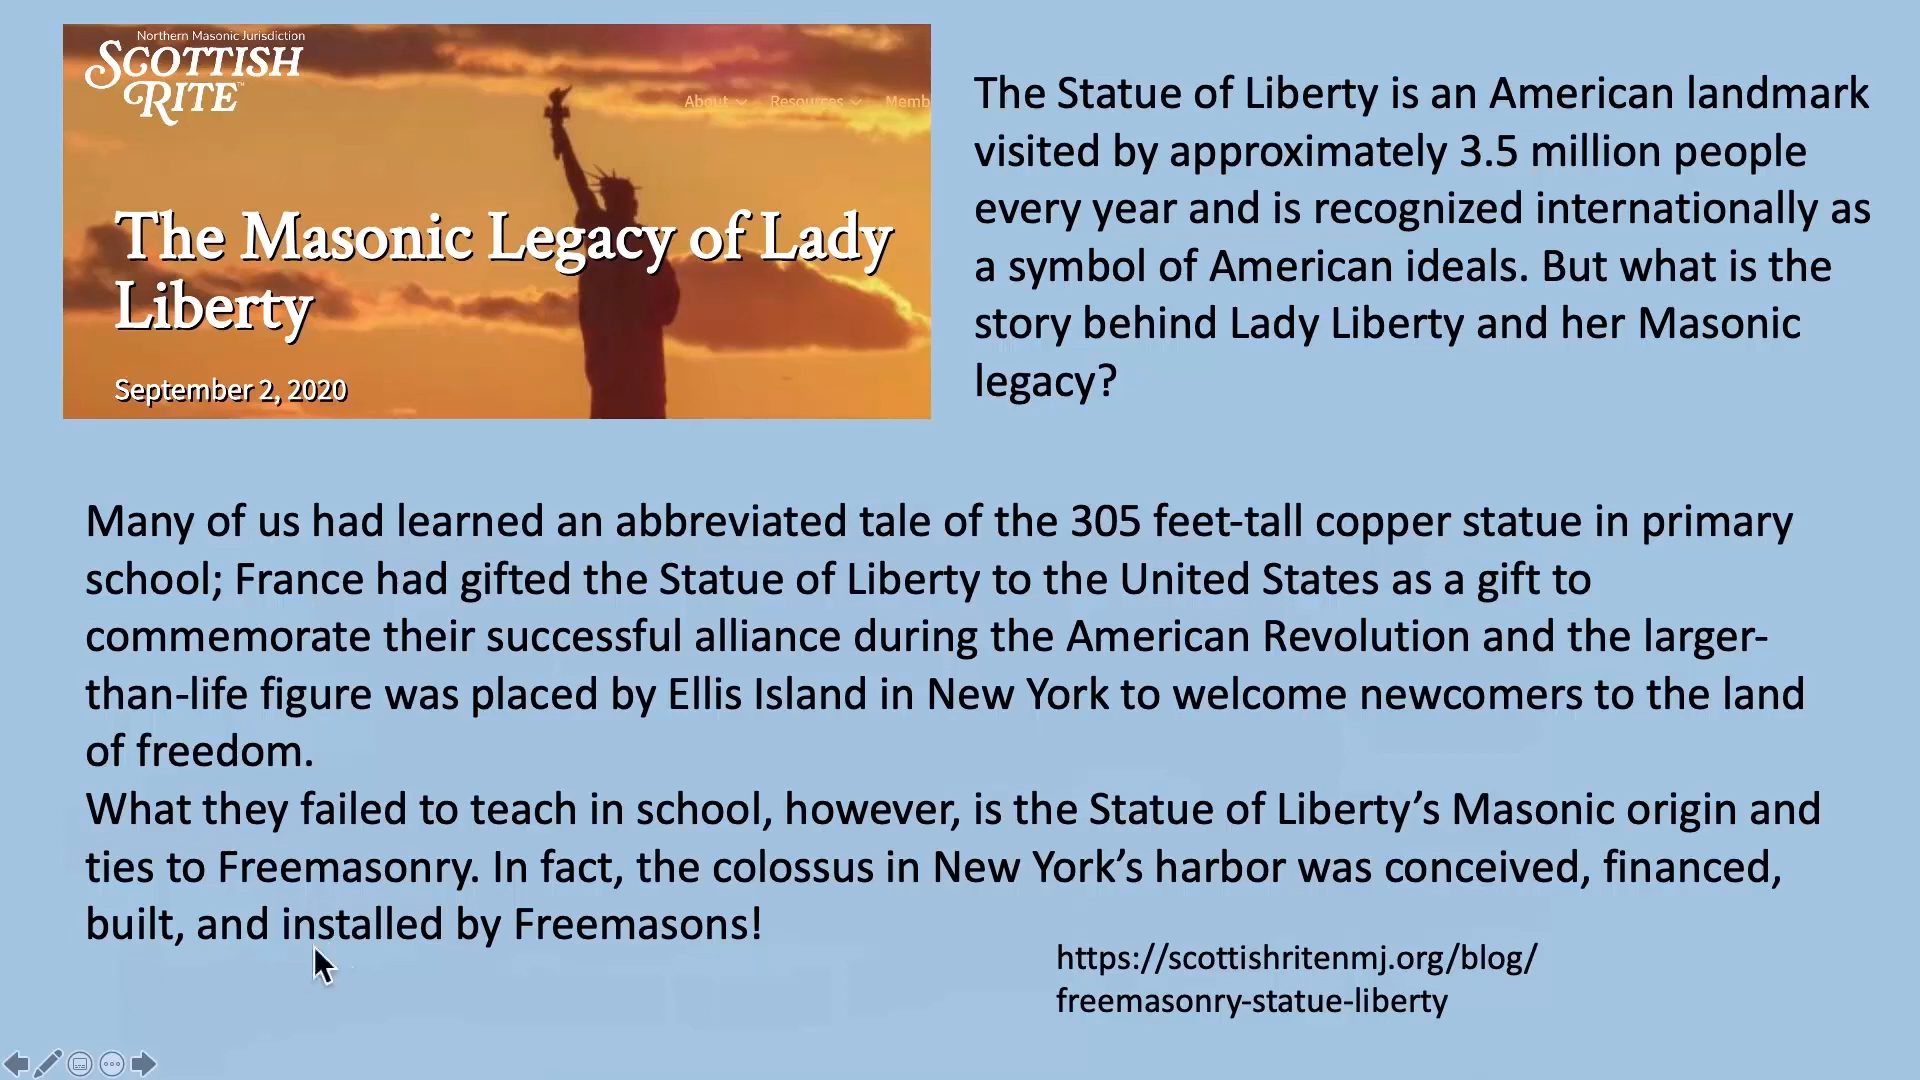 Northern Masonic Jurisdiction
SCOTTISH
RITE™
About
Resources
Memb
The Masonic Legacy of Lady
Liberty
September 2, 2020
The Statue of Liberty is an American landmark
visited by approximately 3.5 million people
every year and is recognized internationally as
a symbol of American ideals. But what is the
story behind Lady Liberty and her Masonic
legacy?
Many of us had learned an abbreviated tale of the 305 feet-tall copper statue in primary
school; France had gifted the Statue of Liberty to the United States as a gift to
commemorate their successful alliance during the American Revolution and the larger-
than-life figure was placed by Ellis Island in New York to welcome newcomers to the land
of freedom.
What they failed to teach in school, however, is the Statue of Liberty’s Masonic origin and
ties to Freemasonry. In fact, the colossus in New York’s harbor was conceived, financed,
built, and installed by Freemasons!
https://scottishritenmj.org/blog/
freemasonry-statue-liberty